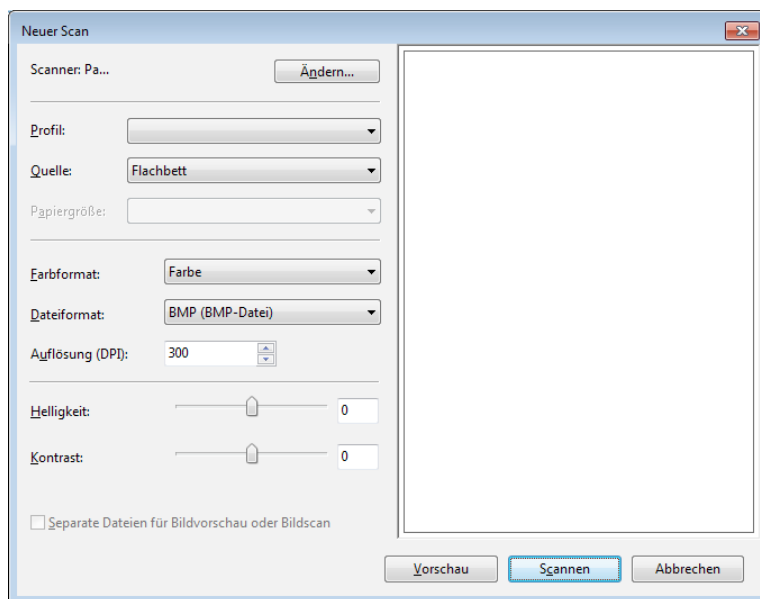 Neuer Scan
Scanner: Pa... Ändern...
Profil:
Quelle: Flachbett
Papiergröße:
Farbformat: Farbe
Dateiformat: BMP (BMP-Datei)
Auflösung (DPI): 300
Helligkeit: 0
Kontrast: 0
Separate Dateien für Bildvorschau oder Bildscan
Vorschau Scannen Abbrechen